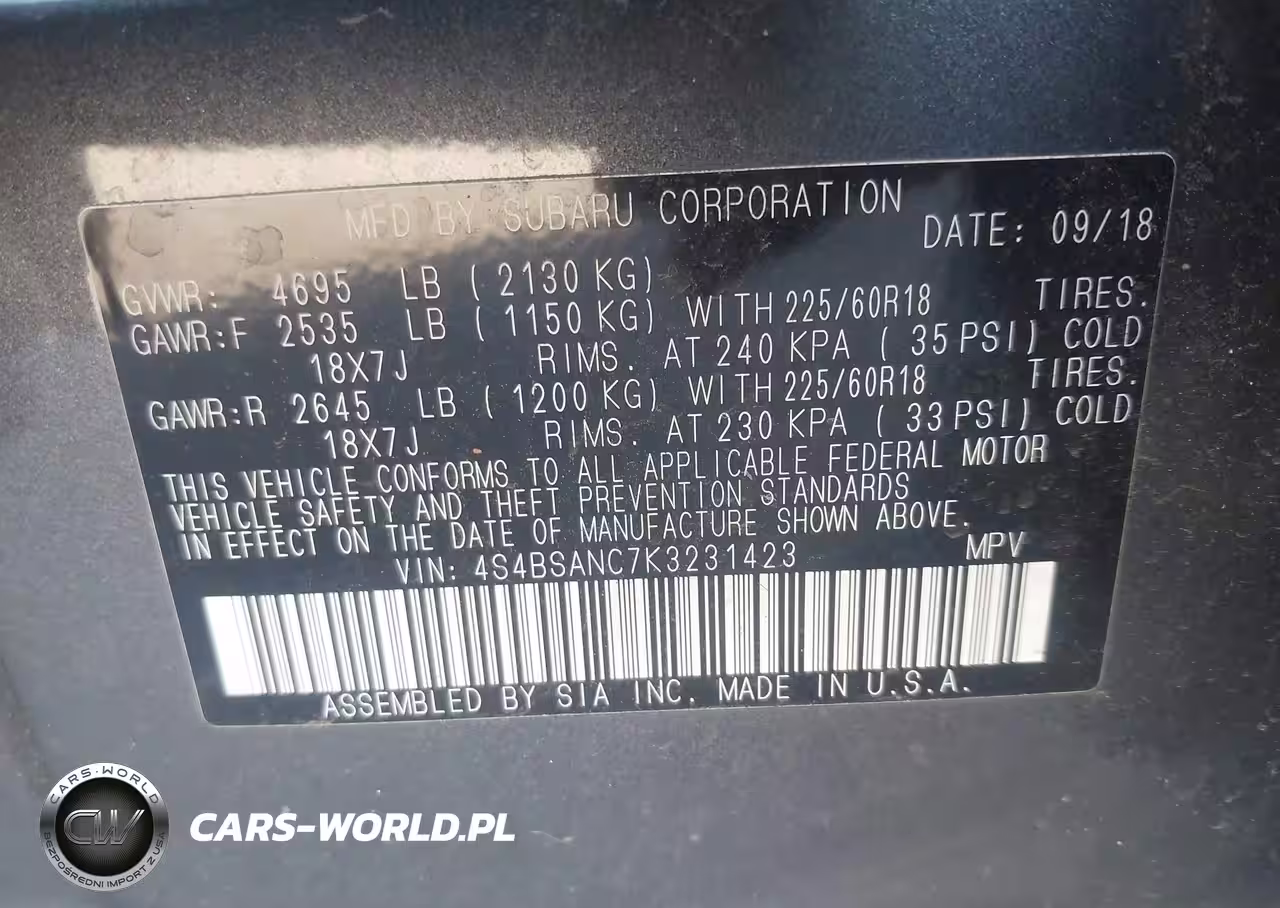 MFD BY SUBARU CORPORATION
DATE: 09/18
GVWR: 4695 LB (2130 KG)
GAWR:F 2535 LB (1150 KG) WITH 225/60R18 TIRES.
18X7J RIMS. AT 240 KPA (35 PSI) COLD
GAWR:R 2645 LB (1200 KG) WITH 225/60R18 TIRES.
18X7J RIMS. AT 230 KPA (33 PSI) COLD
THIS VEHICLE CONFORMS TO ALL APPLICABLE FEDERAL MOTOR
VEHICLE SAFETY AND THEFT PREVENTION STANDARDS
IN EFFECT ON THE DATE OF MANUFACTURE SHOWN ABOVE.
VIN: 4S4BSANC7K3231423 MPV
ASSEMBLED BY SIA INC. MADE IN U.S.A.
CARS-WORLD
CW
BEZPOŚREDNI IMPORT Z USA
CARS-WORLD.PL